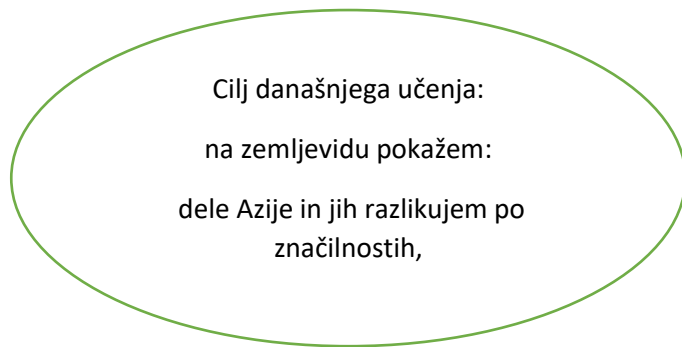 Cilj današnjega učenja:
na zemljevidu pokažem:
dele Azije in jih razlikujem po
značilnostih,